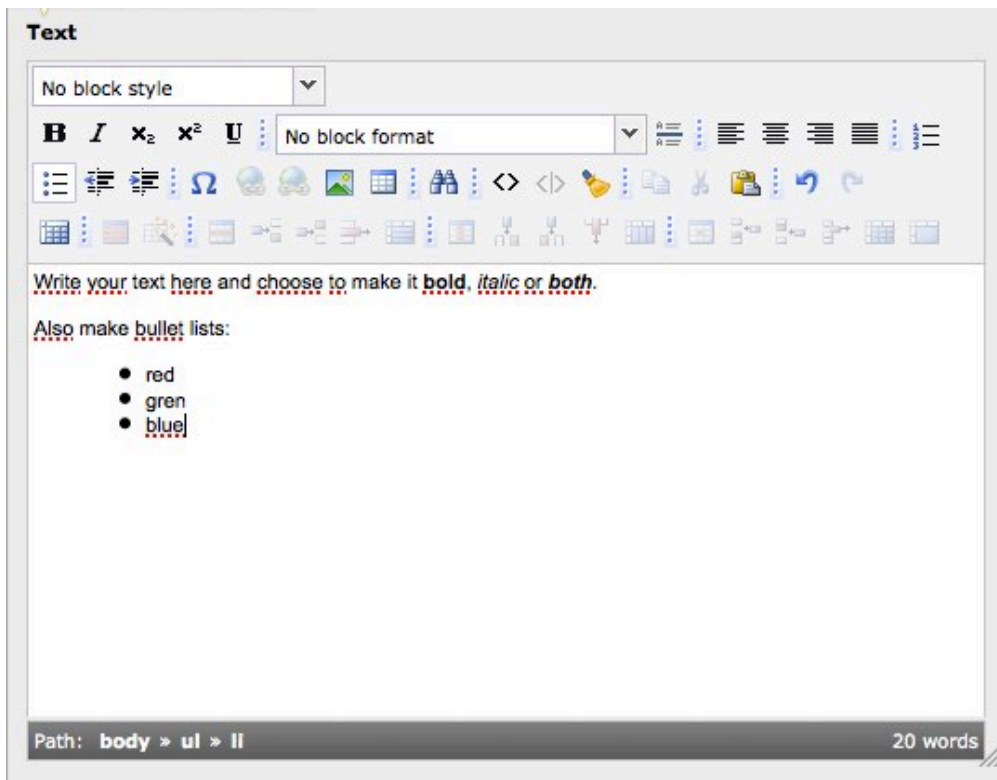 Text
No block style
B I x₂ x² U No block format
Ω
Write your text here and choose to make it bold, italic or both.
Also make bullet lists:
red
gren
blue
Path: body » ul » li 20 words